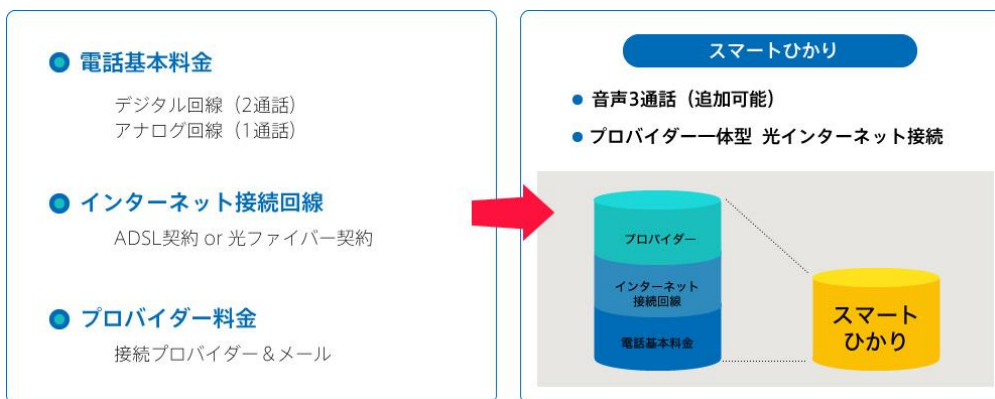 電話基本料金
デジタル回線（2通話）
アナログ回線（1通話）
インターネット接続回線
ADSL契約 or 光ファイバー契約
プロバイダー料金
接続プロバイダー＆メール
スマートひかり
音声3通話（追加可能）
プロバイダー一体型 光インターネット接続
プロバイダー
インターネット
接続回線
電話基本料金
スマート
ひかり